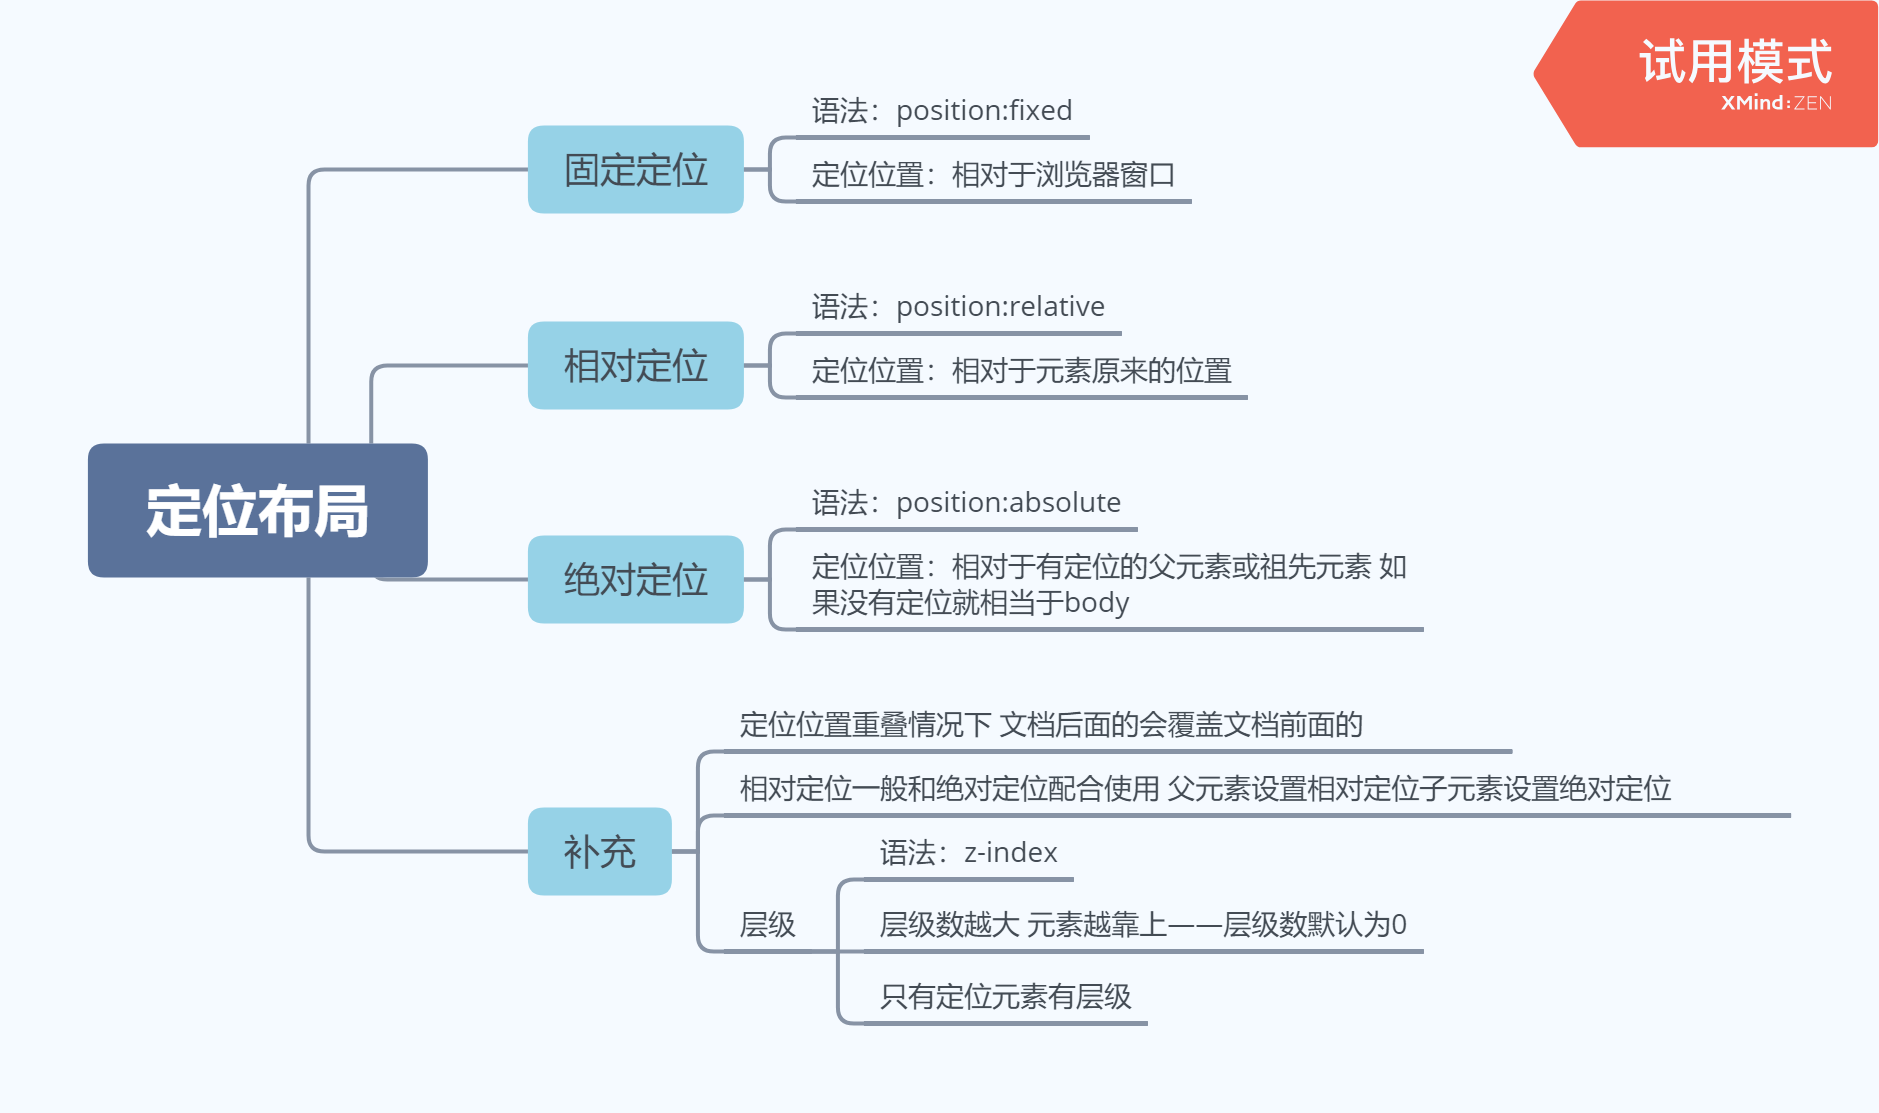 试用模式
XMind:ZEN
定位布局
固定定位
语法：position:fixed
定位位置：相对于浏览器窗口
相对定位
语法：position:relative
定位位置：相对于元素原来的位置
绝对定位
语法：position:absolute
定位位置：相对于有定位的父元素或祖先元素 如
果没有定位就相当于body
补充
定位位置重叠情况下 文档后面的会覆盖文档前面的
相对定位一般和绝对定位配合使用 父元素设置相对定位子元素设置绝对定位
层级
语法：z-index
层级数越大 元素越靠上——层级数默认为0
只有定位元素有层级